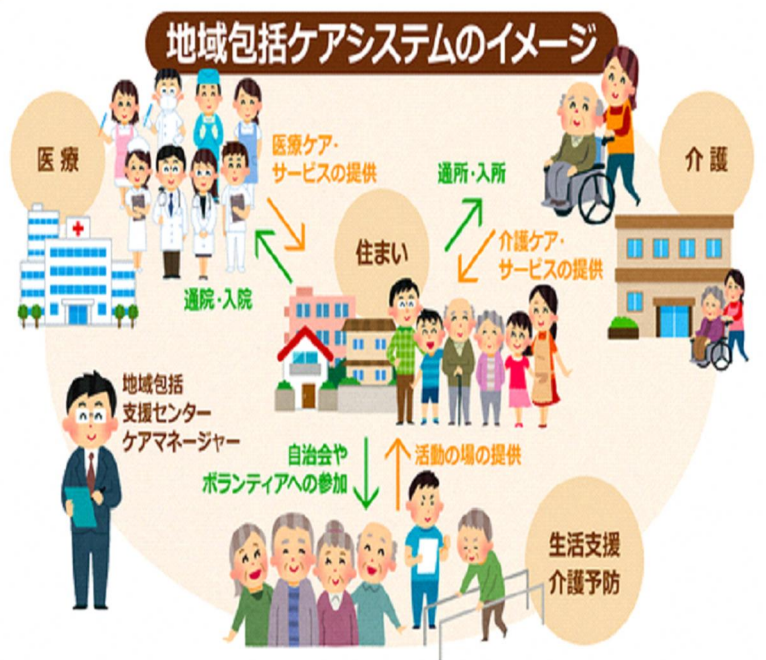 地域包括ケアシステムのイメージ
医療
医療ケア・
サービスの提供
通所・入所
介護
住まい
介護ケア・
サービスの提供
通院・入院
地域包括
支援センター
ケアマネージャー
自治会や
ボランティアへの参加
活動の場の提供
生活支援
介護予防